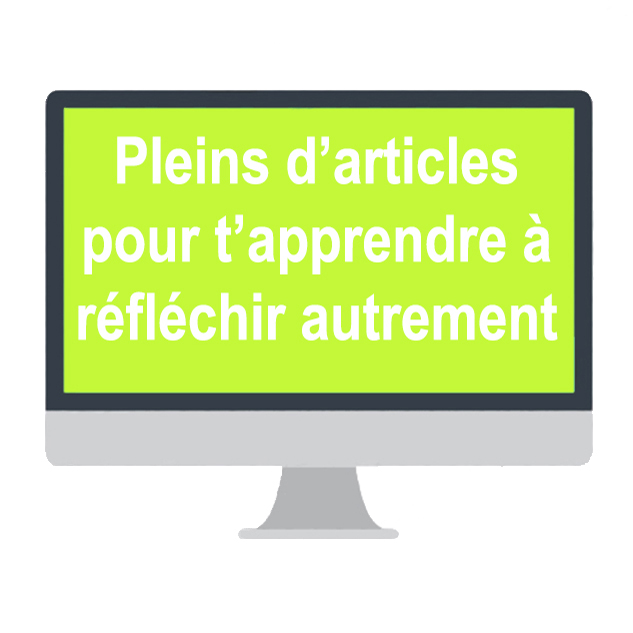 Pleins d’articles
pour t’apprendre à
réfléchir autrement